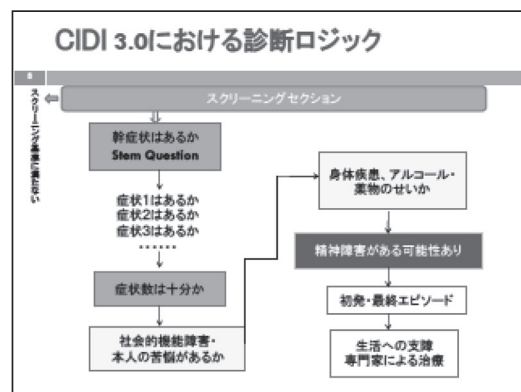 CIDI 3.0における診断ロジック
8
スクリーニングセクション
スクリーニング基準に満たない
幹症状はあるか
Stem Question
症状1はあるか
症状2はあるか
症状3はあるか
……
症状数は十分か
社会的機能障害・
本人の苦悩があるか
身体疾患、アルコール・
薬物のせいか
精神障害がある可能性あり
初発・最終エピソード
生活への支障
専門家による治療